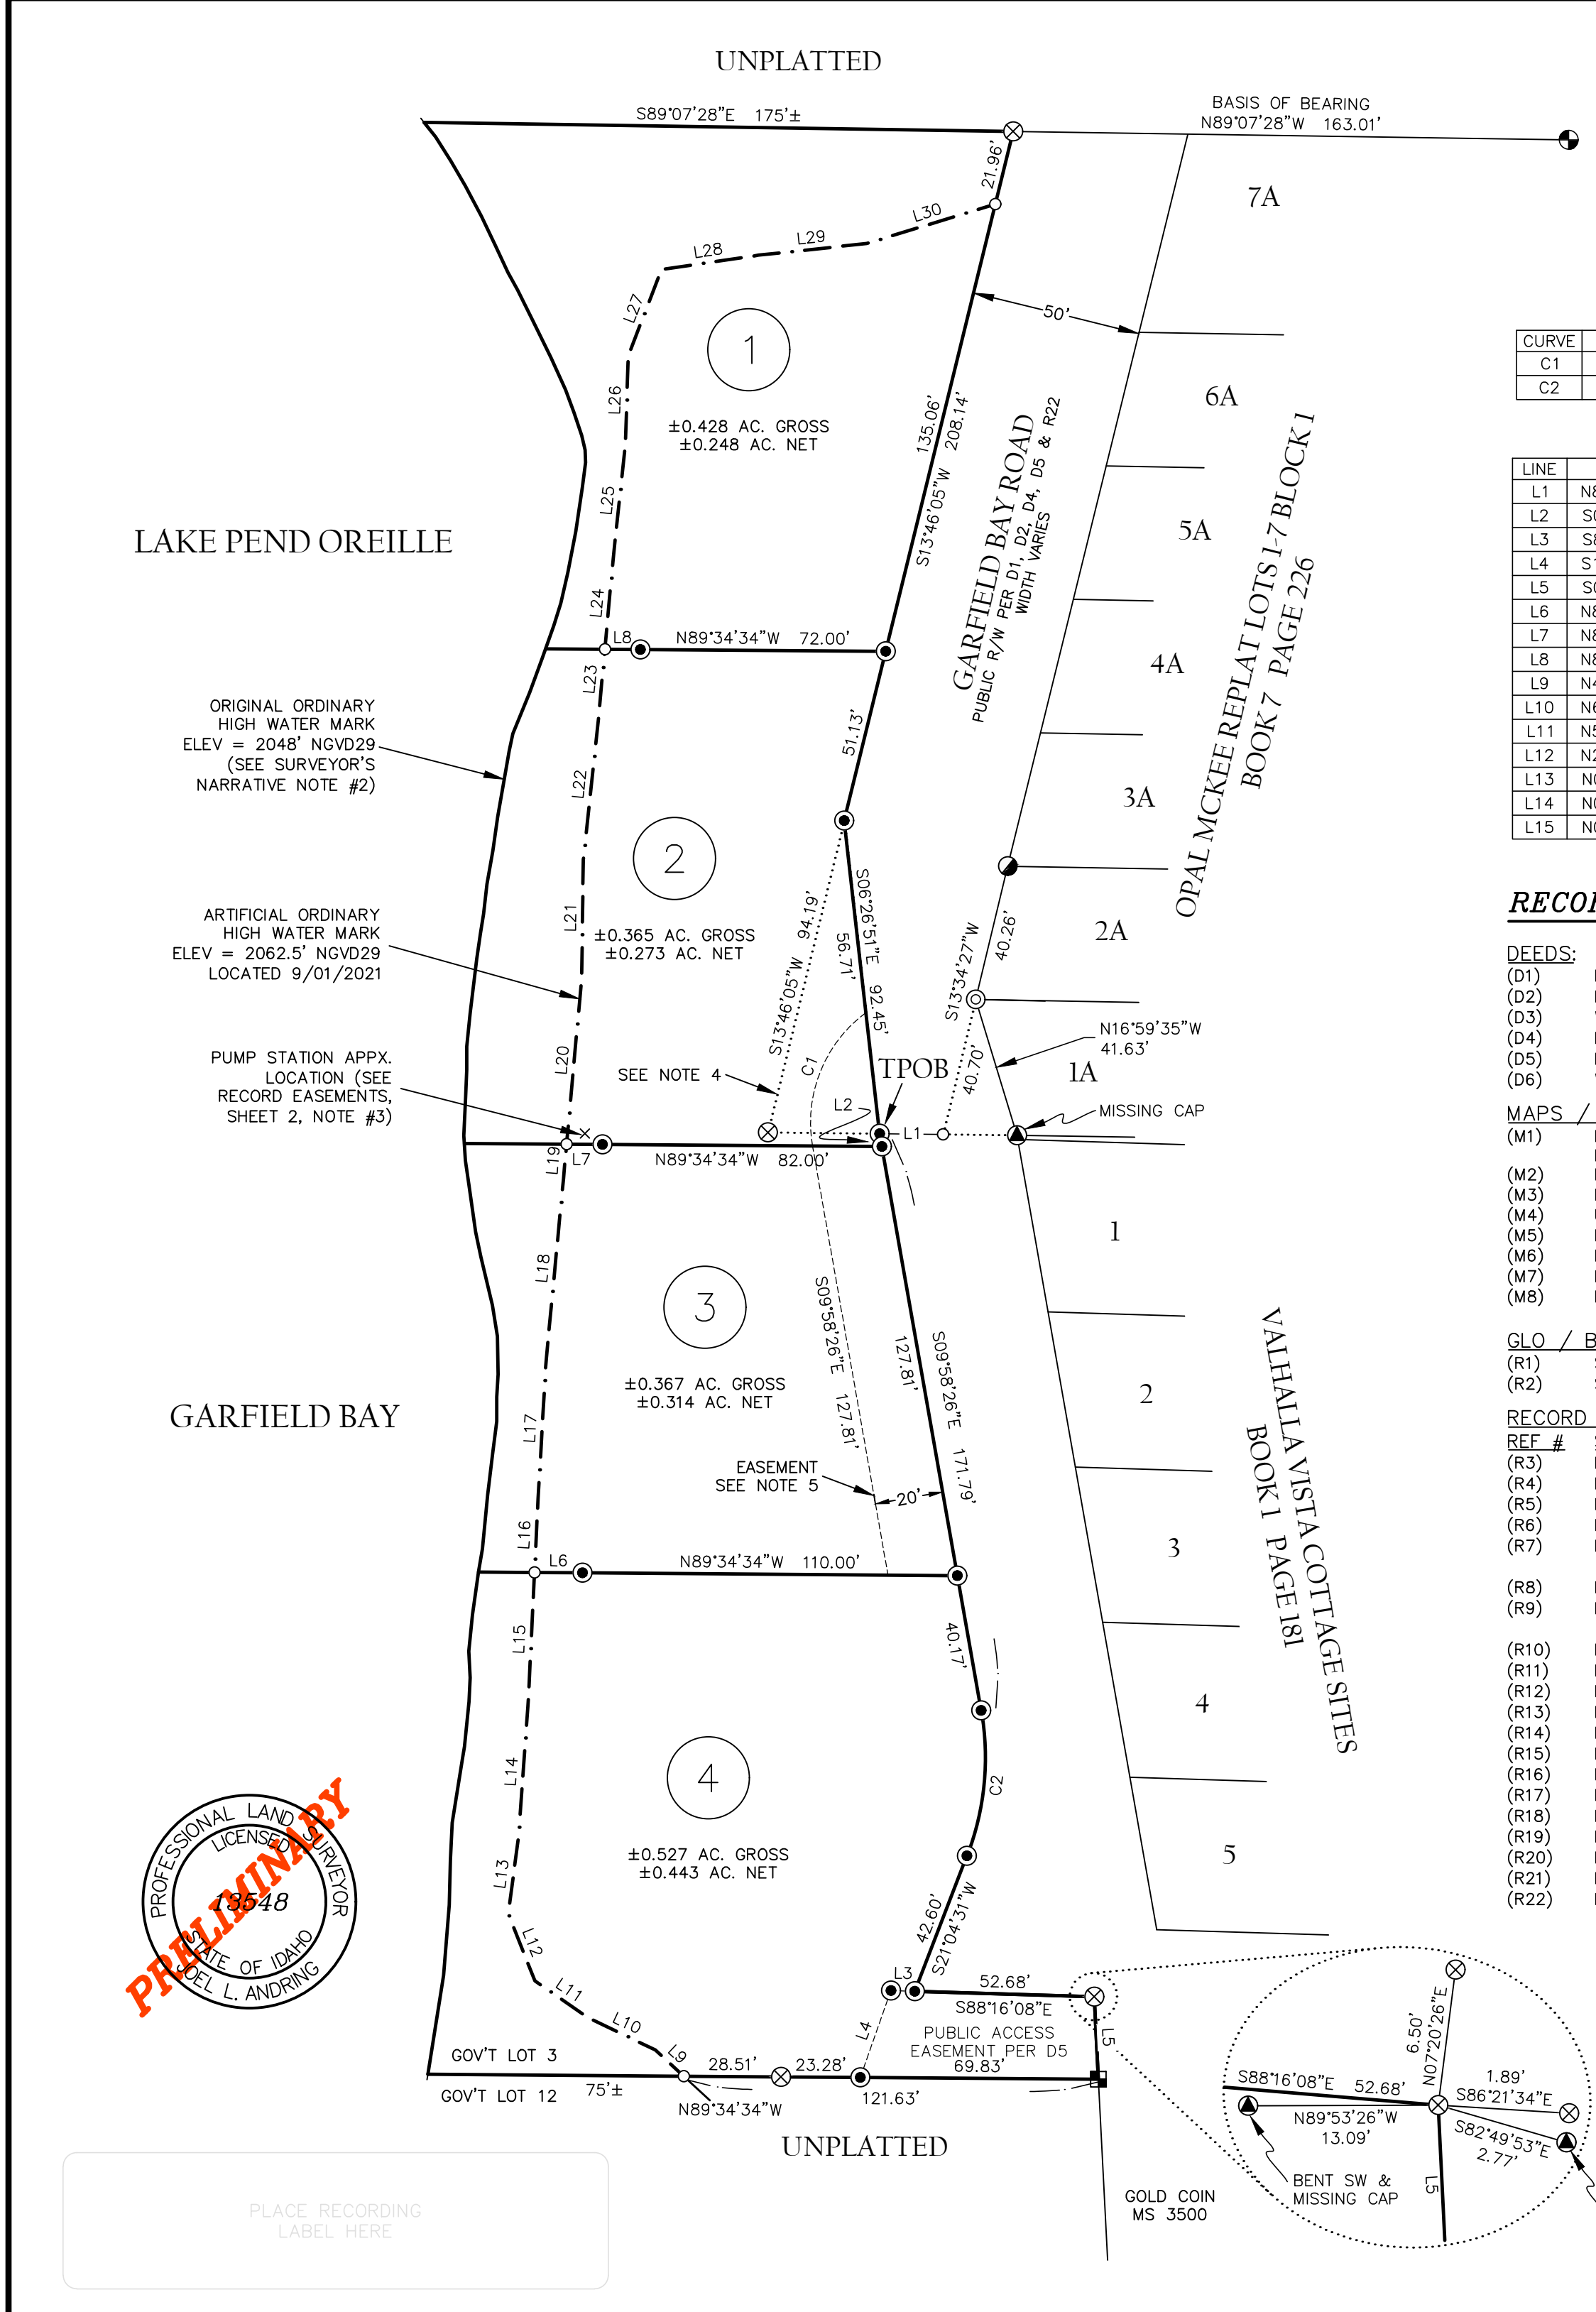 UNPLATTED
S89°07'28"E 175'±
BASIS OF BEARING
N89°07'28"W 163.01'
21.96'
7A
L30
L29
L28
L27
1
±0.428 AC. GROSS
±0.248 AC. NET
50'
L26
L25
L24
135.06'
S13°46'05"W 208.14'
6A
5A
4A
3A
2A
1A
GARFIELD BAY ROAD
PUBLIC R/W PER D1, D2, D4, D5 & R22
WIDTH VARIES
OPAL MCKEE REPLAT LOTS 1-7 BLOCK 1
BOOK 7 PAGE 226
LAKE PEND OREILLE
L8
N89°34'34"W 72.00'
L23
ORIGINAL ORDINARY
HIGH WATER MARK
ELEV = 2048' NGVD29
(SEE SURVEYOR'S
NARRATIVE NOTE #2)
51.13'
L22
2
±0.365 AC. GROSS
±0.273 AC. NET
L21
ARTIFICIAL ORDINARY
HIGH WATER MARK
ELEV = 2062.5' NGVD29
LOCATED 9/01/2021
S13°46'05"W 94.19'
S06°26'51"E 92.45'
56.71'
S13°34'27"W
40.26'
N16°59'35"W
41.63'
40.70'
PUMP STATION APPX.
LOCATION (SEE
RECORD EASEMENTS,
SHEET 2, NOTE #3)
L20
SEE NOTE 4
C1
TPOB
L2
L1
MISSING CAP
L19
L7
N89°34'34"W 82.00'
L18
3
±0.367 AC. GROSS
±0.314 AC. NET
S09°58'26"E 127.81'
127.81'
S09°58'26"E 171.79'
GARFIELD BAY
L17
EASEMENT
SEE NOTE 5
20'
L16
L6
N89°34'34"W 110.00'
1
2
3
4
5
VALHALLA VISTA COTTAGE SITES
BOOK 1 PAGE 181
L15
40.17'
L14
4
±0.527 AC. GROSS
±0.443 AC. NET
C2
L13
L12
L11
L10
L9
42.60'
S21°04'31"W
L3
52.68'
S88°16'08"E
L4
L5
PUBLIC ACCESS
EASEMENT PER D5
69.83'
GOV'T LOT 3
GOV'T LOT 12
75'±
28.51'
23.28'
121.63'
N89°34'34"W
UNPLATTED
GOLD COIN
MS 3500
PROFESSIONAL LAND SURVEYOR
LICENSED
13548
STATE OF IDAHO
JOEL L. ANDRING
PRELIMINARY
PLACE RECORDING
LABEL HERE
6.50'
N07°20'26"E
S88°16'08"E 52.68'
1.89'
S86°21'34"E
N89°53'26"W
13.09'
S82°49'53"E
2.77'
BENT SW &
MISSING CAP
L5
CURVE
C1
C2
LINE
L1 N8
L2 S0
L3 S8
L4 S1
L5 S0
L6 N8
L7 N8
L8 N8
L9 N4
L10 N6
L11 N5
L12 N2
L13 N0
L14 N0
L15 N0
DEEDS:
(D1)
(D2)
(D3)
(D4)
(D5)
(D6)
MAPS /
(M1)
(M2)
(M3)
(M4)
(M5)
(M6)
(M7)
(M8)
GLO / B
(R1)
(R2)
RECORD
REF #
(R3)
(R4)
(R5)
(R6)
(R7)
(R8)
(R9)
(R10)
(R11)
(R12)
(R13)
(R14)
(R15)
(R16)
(R17)
(R18)
(R19)
(R20)
(R21)
(R22)